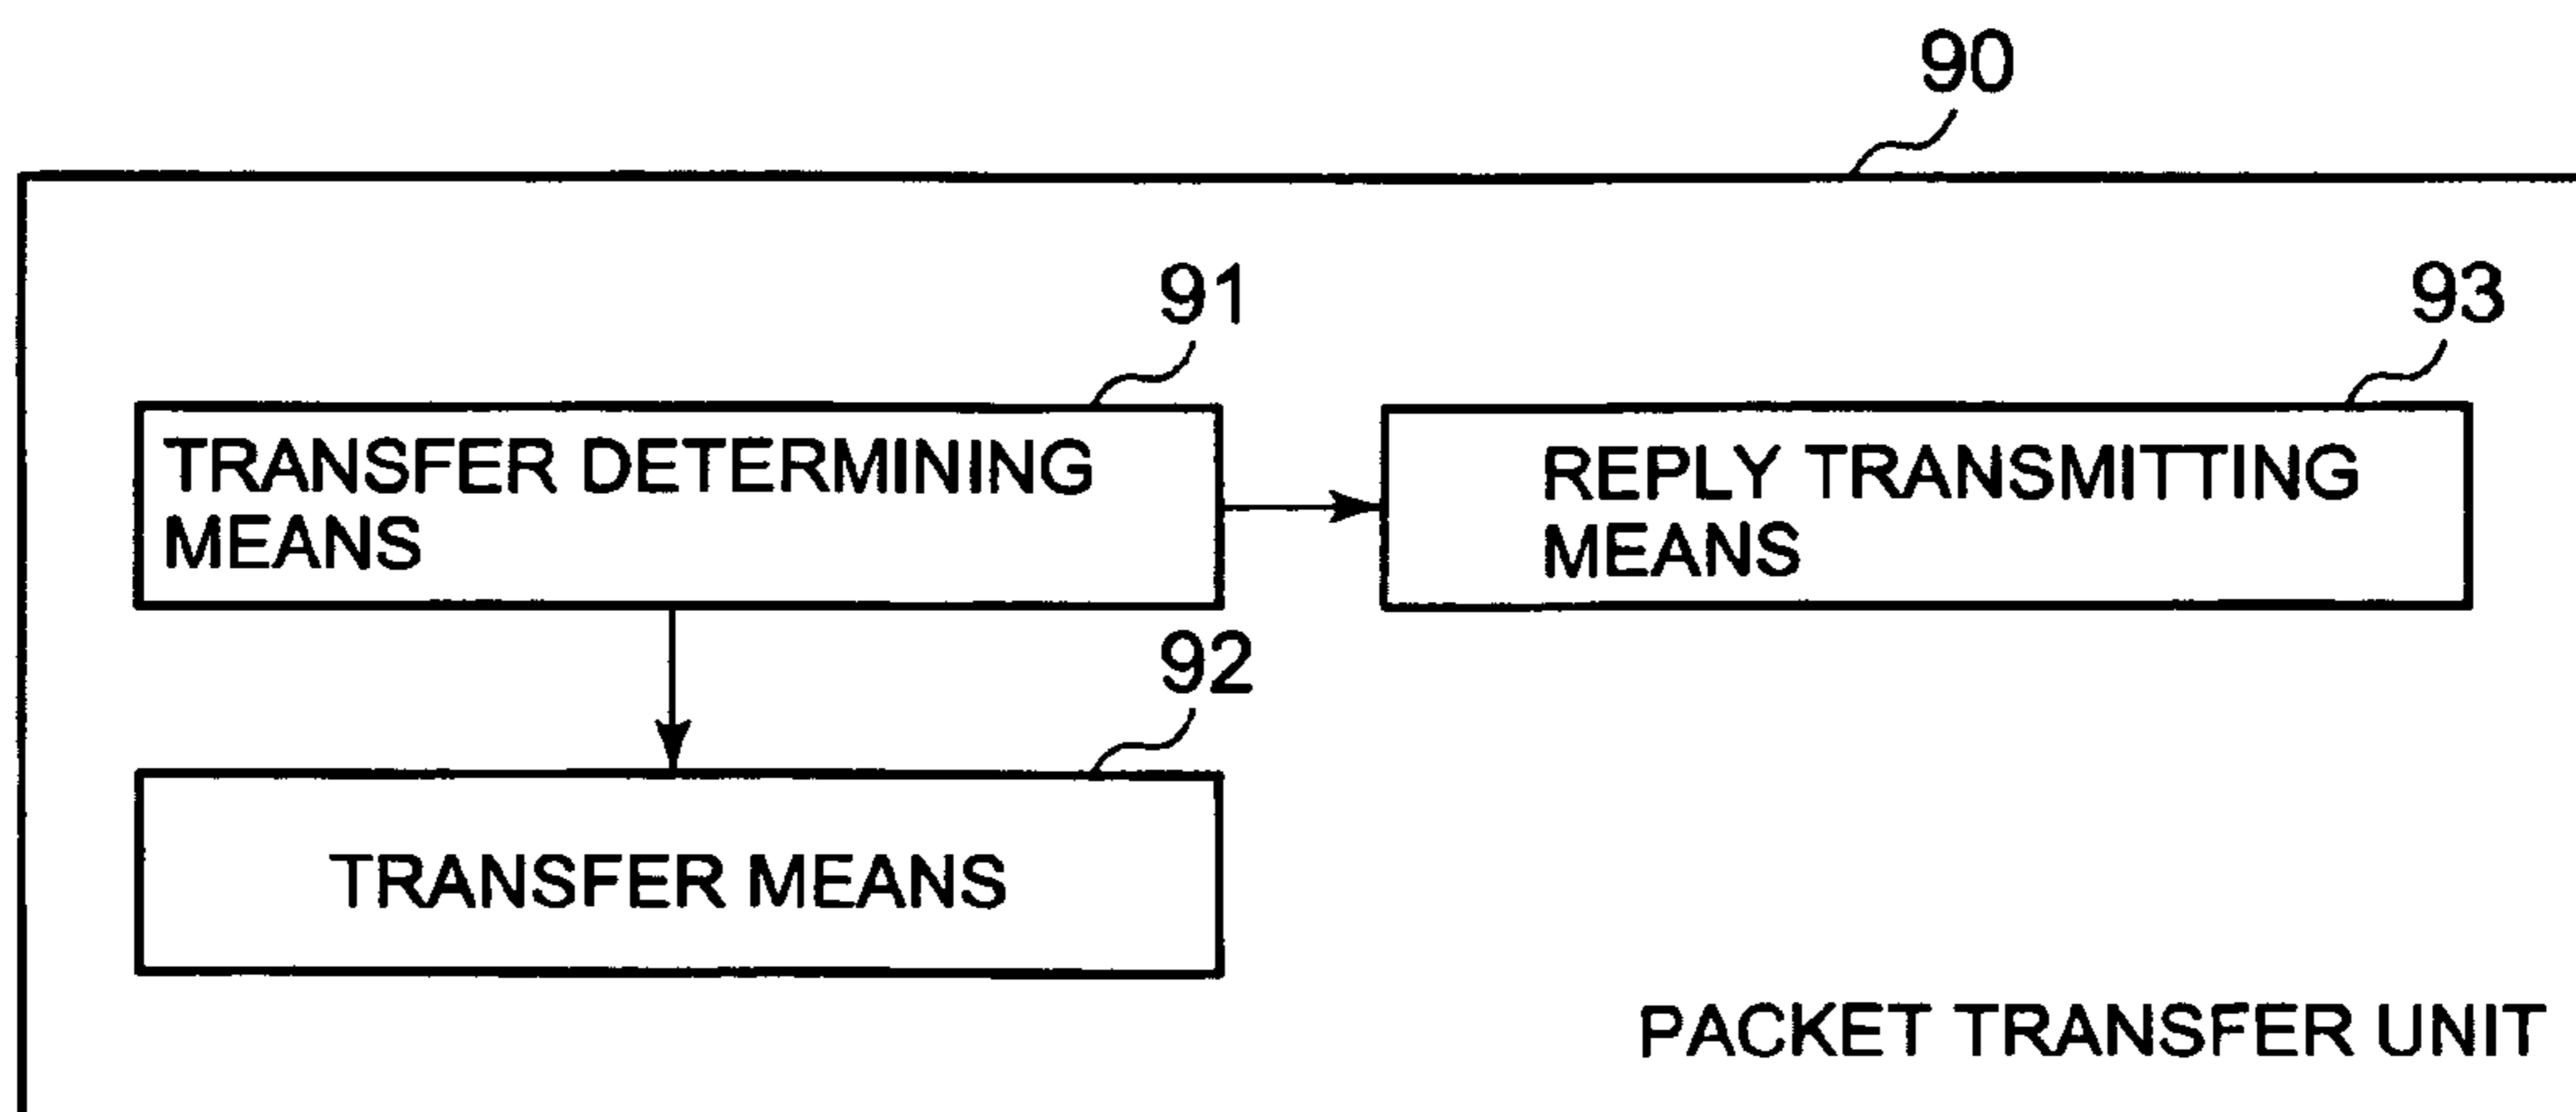 90
91
93
TRANSFER DETERMINING
MEANS
REPLY TRANSMITTING
MEANS
92
TRANSFER MEANS
PACKET TRANSFER UNIT